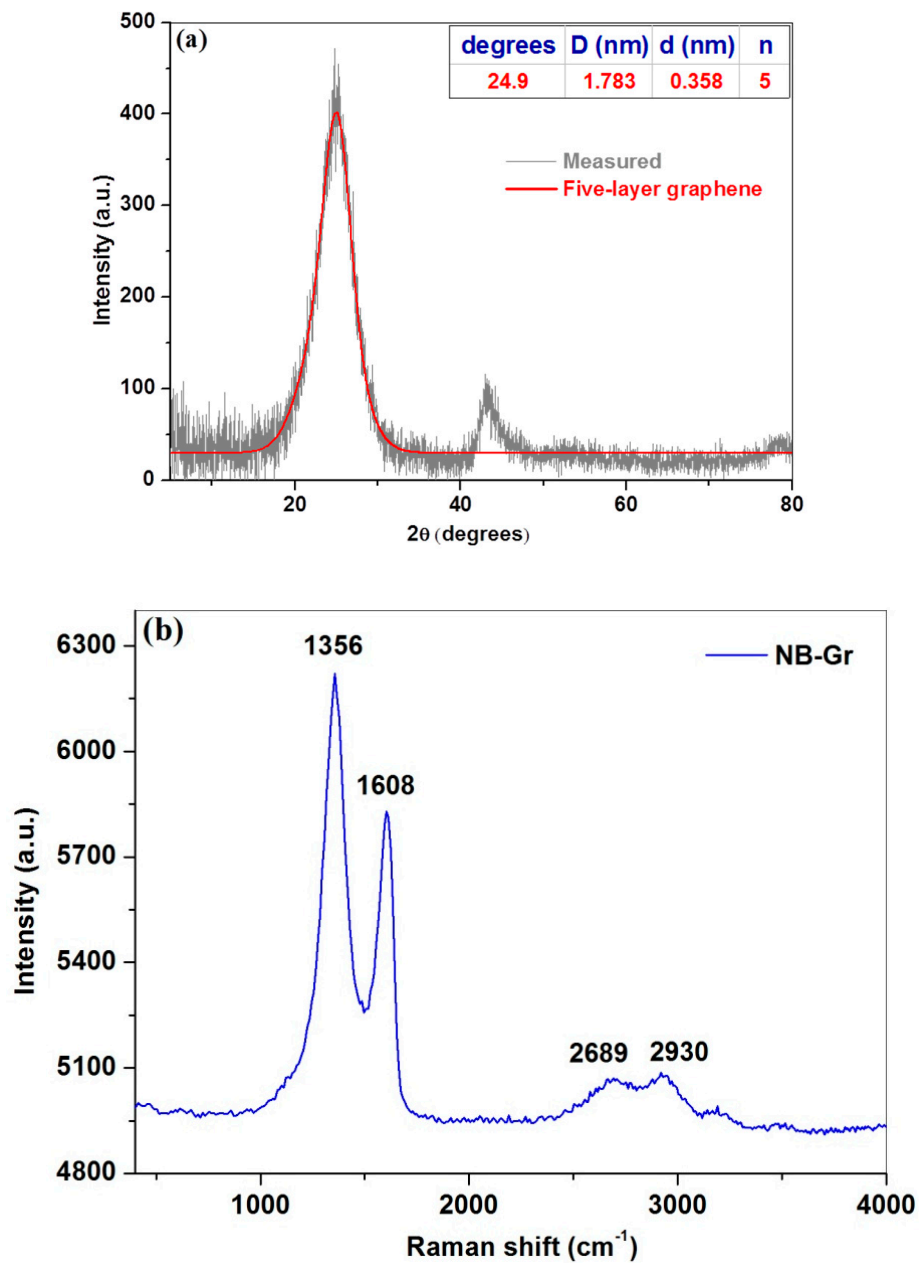 (a)
degrees D (nm) d (nm) n
24.9 1.783 0.358 5
Measured
Five-layer graphene
Intensity (a.u.)
500
400
300
200
100
0
20 40 60 80
2θ (degrees)
(b)
NB-Gr
1356
1608
2689 2930
Intensity (a.u.)
6300
6000
5700
5400
5100
4800
1000 2000 3000 4000
Raman shift (cm⁻¹)